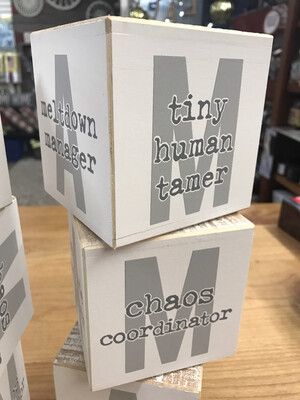 A
meltdown
manager
M
tiny
human
tamer
M
chaos
coordinator